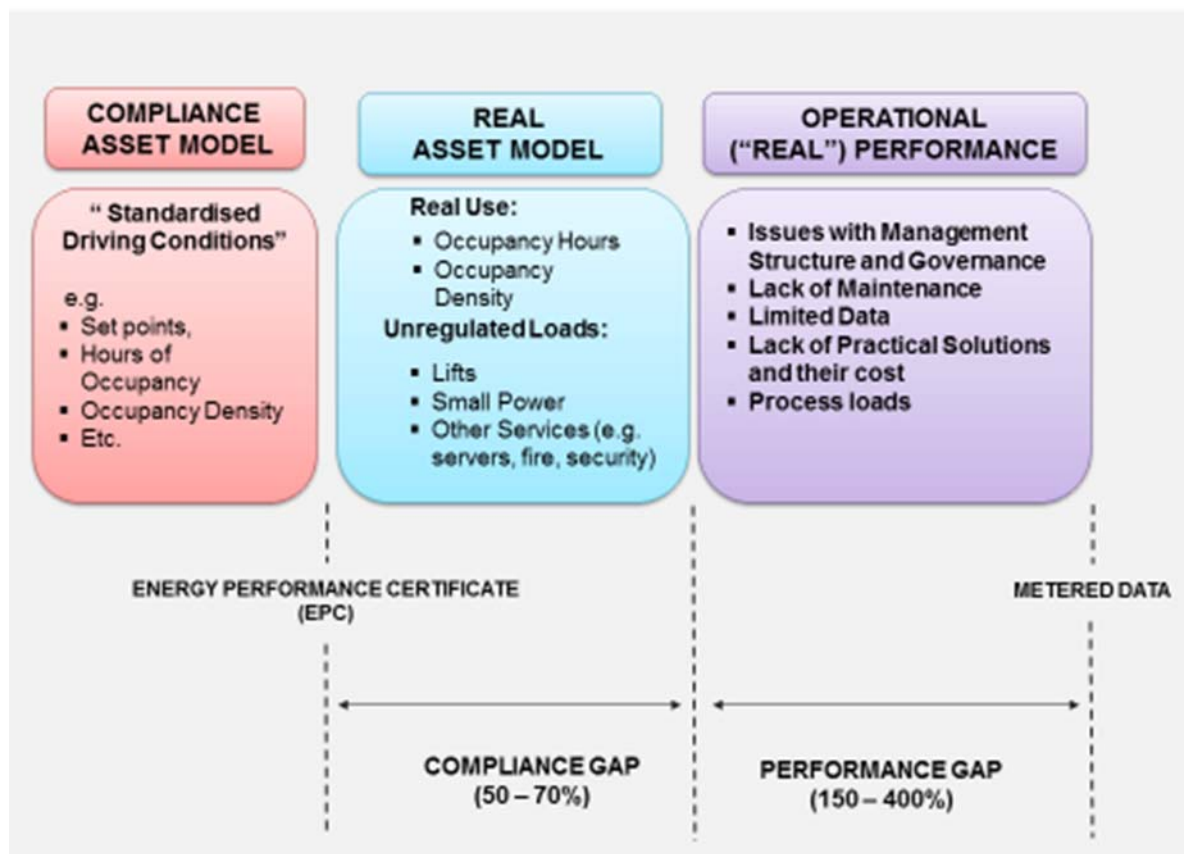 COMPLIANCE
ASSET MODEL
“ Standardised
Driving Conditions”
e.g.
▪ Set points,
▪ Hours of
Occupancy
▪ Occupancy Density
▪ Etc.
REAL
ASSET MODEL
Real Use:
▪ Occupancy Hours
▪ Occupancy
Density
Unregulated Loads:
▪ Lifts
▪ Small Power
▪ Other Services (e.g.
servers, fire, security)
OPERATIONAL
(“REAL”) PERFORMANCE
▪ Issues with Management
Structure and Governance
▪ Lack of Maintenance
▪ Limited Data
▪ Lack of Practical Solutions
and their cost
▪ Process loads
ENERGY PERFORMANCE CERTIFICATE
(EPC)
METERED DATA
COMPLIANCE GAP
(50 – 70%)
PERFORMANCE GAP
(150 – 400%)